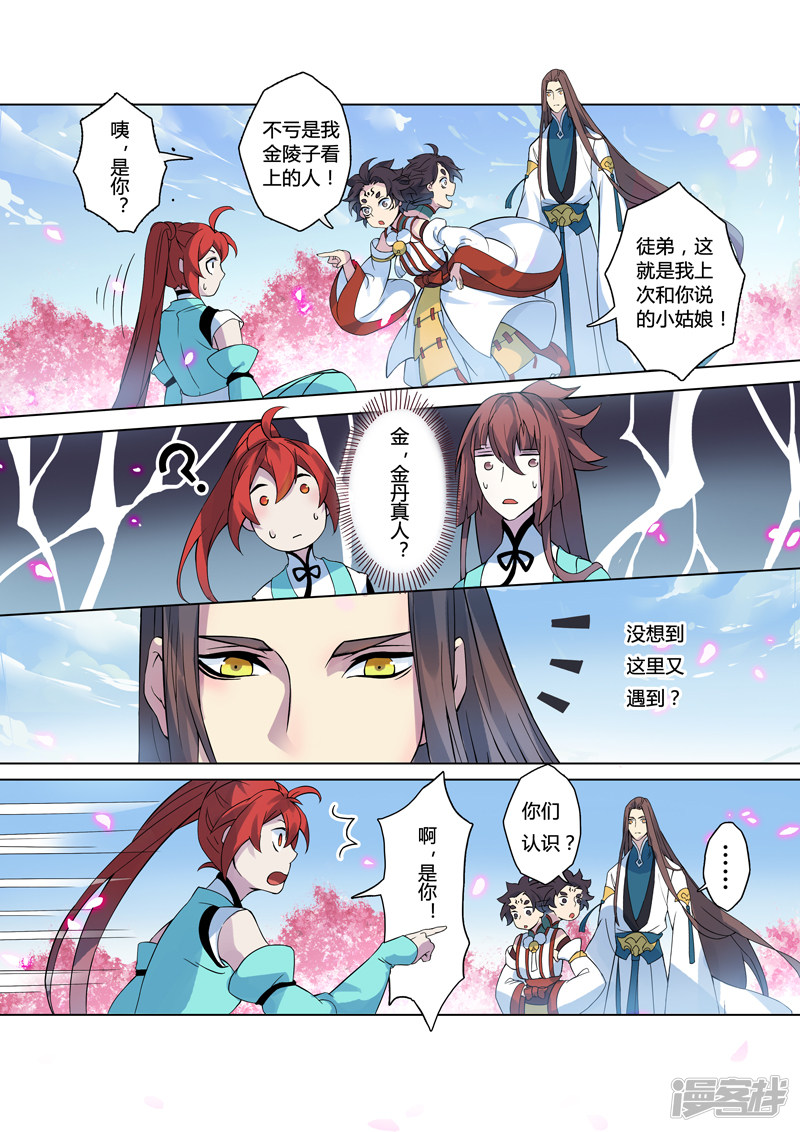 咦，是你？
不亏是我
金陵子看
上的人！
徒弟，这
就是我上
次和你说
的小姑娘！
?
金，金丹真人？
没想到
这里又
遇到？
你们
认识？
啊，是你！
……
漫客栈